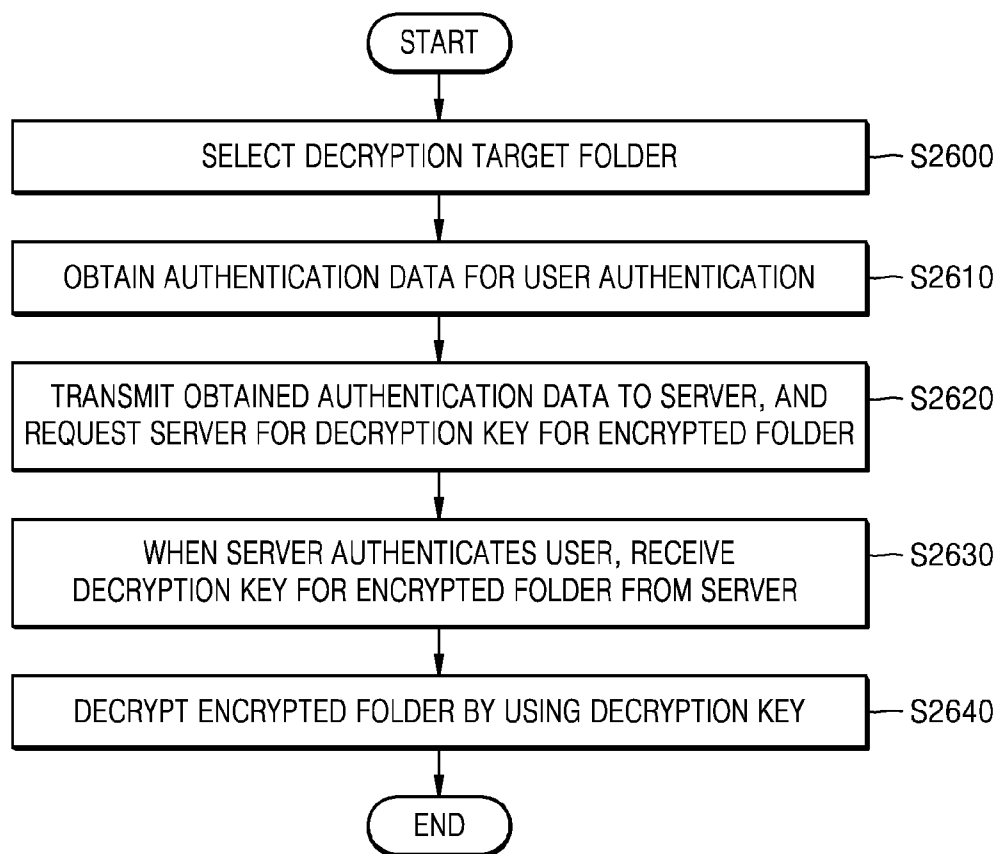 START
SELECT DECRYPTION TARGET FOLDER
S2600
OBTAIN AUTHENTICATION DATA FOR USER AUTHENTICATION
S2610
TRANSMIT OBTAINED AUTHENTICATION DATA TO SERVER, AND
REQUEST SERVER FOR DECRYPTION KEY FOR ENCRYPTED FOLDER
S2620
WHEN SERVER AUTHENTICATES USER, RECEIVE
DECRYPTION KEY FOR ENCRYPTED FOLDER FROM SERVER
S2630
DECRYPT ENCRYPTED FOLDER BY USING DECRYPTION KEY
S2640
END